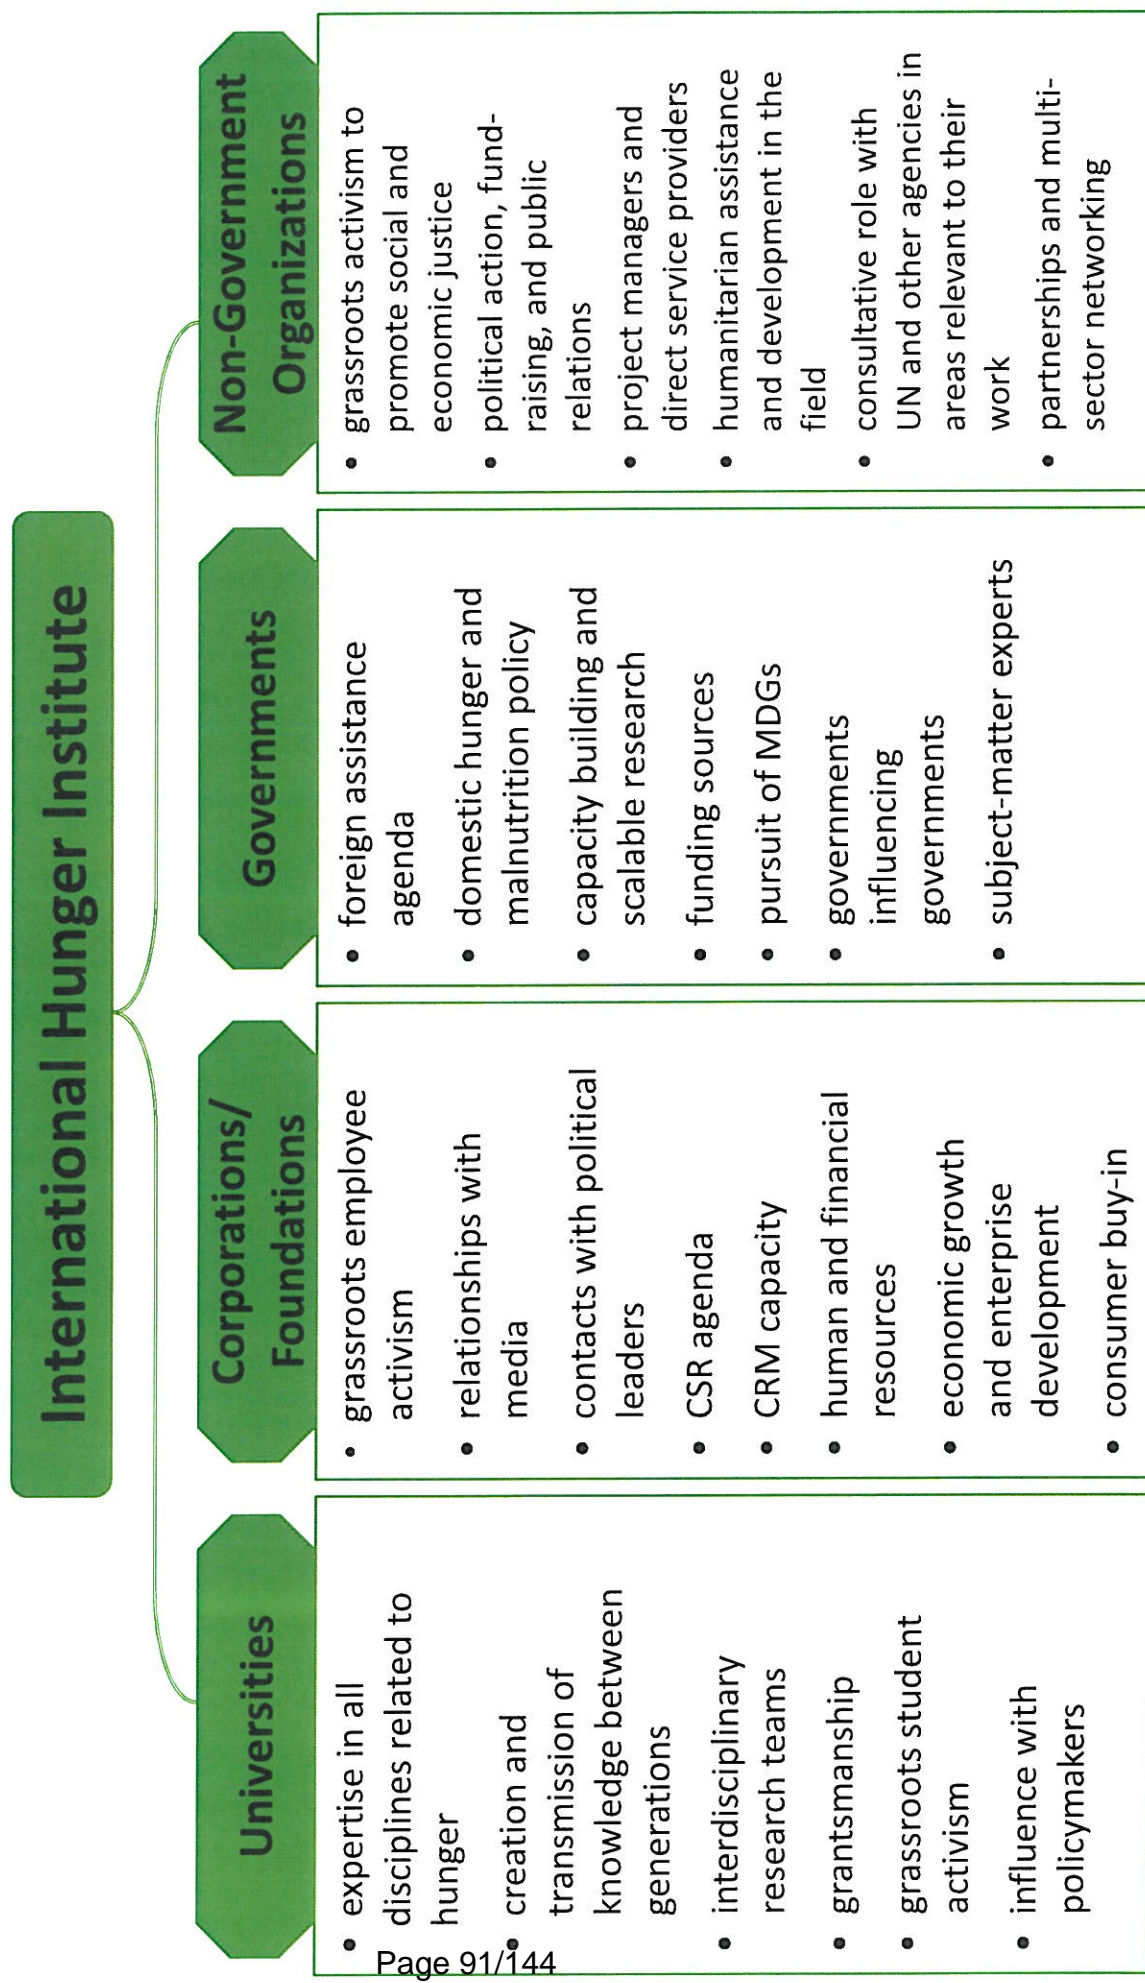 International Hunger Institute
Universities
• expertise in all
disciplines related to
hunger
• creation and
transmission of
knowledge between
generations
• interdisciplinary
research teams
• grantsmanship
• grassroots student
activism
• influence with
policymakers
Corporations/
Foundations
• grassroots employee
activism
• relationships with
media
• contacts with political
leaders
• CSR agenda
• CRM capacity
• human and financial
resources
• economic growth
and enterprise
development
• consumer buy-in
Governments
• foreign assistance
agenda
• domestic hunger and
malnutrition policy
• capacity building and
scalable research
• funding sources
• pursuit of MDGs
• governments
influencing
governments
• subject-matter experts
Non-Government
Organizations
• grassroots activism to
promote social and
economic justice
• political action, fund-
raising, and public
relations
• project managers and
direct service providers
• humanitarian assistance
and development in the
field
• consultative role with
UN and other agencies in
areas relevant to their
work
• partnerships and multi-
sector networking
Page 91/144